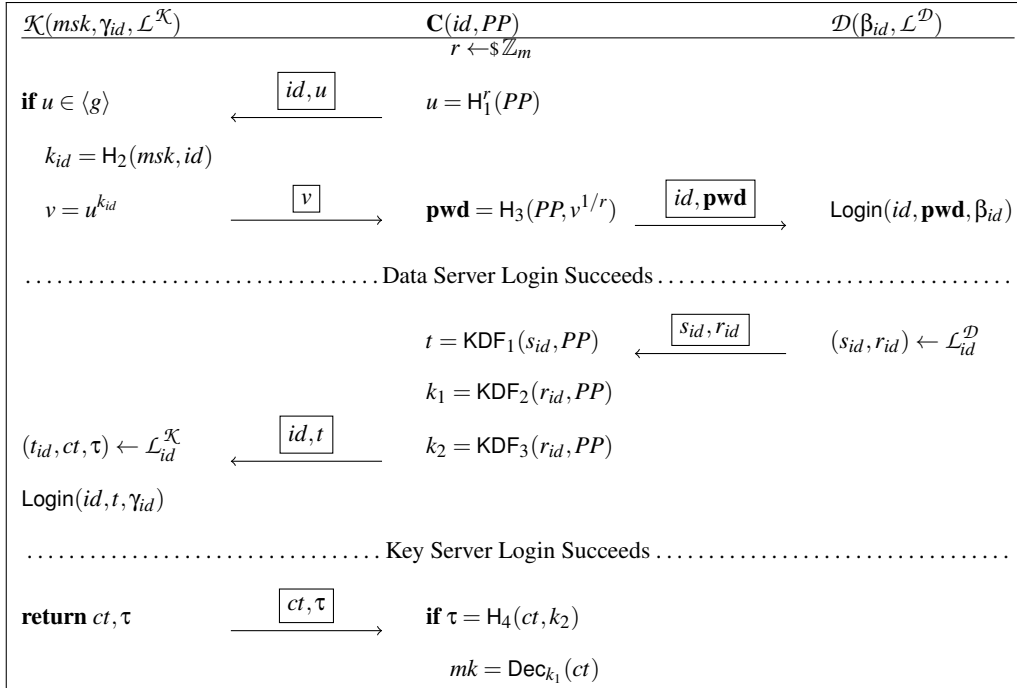 𝒦(msk, γ_id, ℒ^𝒦) C(id, PP) 𝒟(β_id, ℒ^𝒟)
r ←$ ℤ_m
if u ∈ ⟨g⟩ id, u u = H_1^r(PP)
k_id = H_2(msk, id)
v = u^{k_id} v pwd = H_3(PP, v^{1/r}) id, pwd Login(id, pwd, β_id)
Data Server Login Succeeds
t = KDF_1(s_id, PP) s_id, r_id (s_id, r_id) ← ℒ_id^𝒟
k_1 = KDF_2(r_id, PP)
(t_id, ct, τ) ← ℒ_id^𝒦 id, t k_2 = KDF_3(r_id, PP)
Login(id, t, γ_id)
Key Server Login Succeeds
return ct, τ ct, τ if τ = H_4(ct, k_2)
mk = Dec_{k_1}(ct)